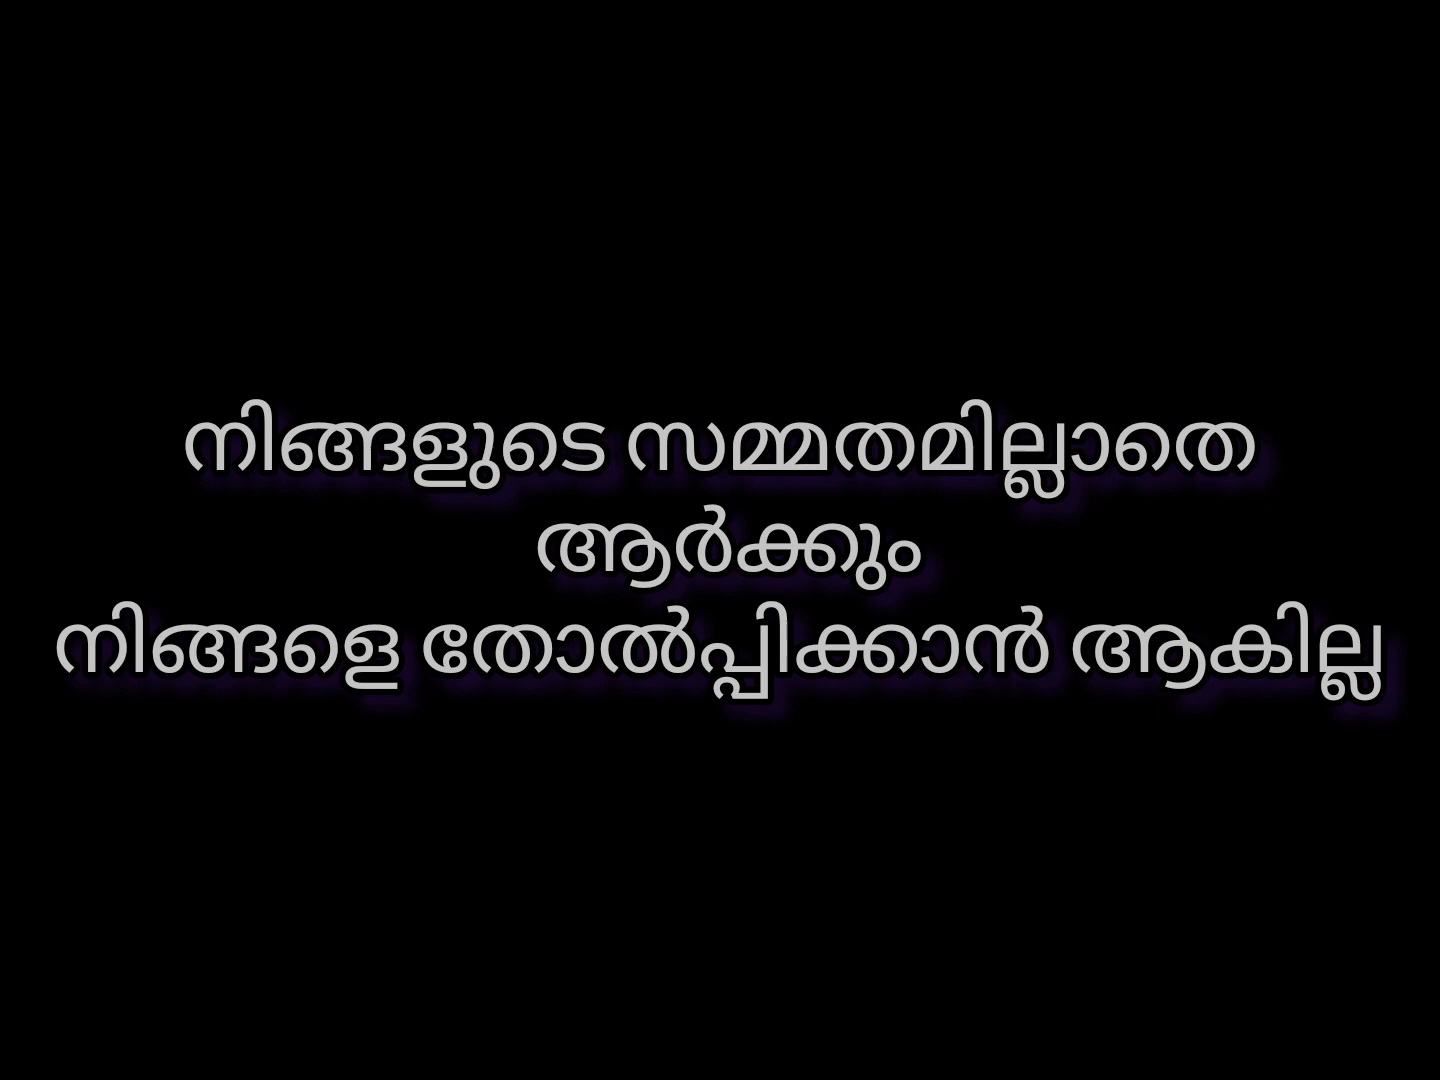 നിങ്ങളുടെ സമ്മതമില്ലാതെ
ആർക്കും
നിങ്ങളെ തോൽപ്പിക്കാൻ ആകില്ല